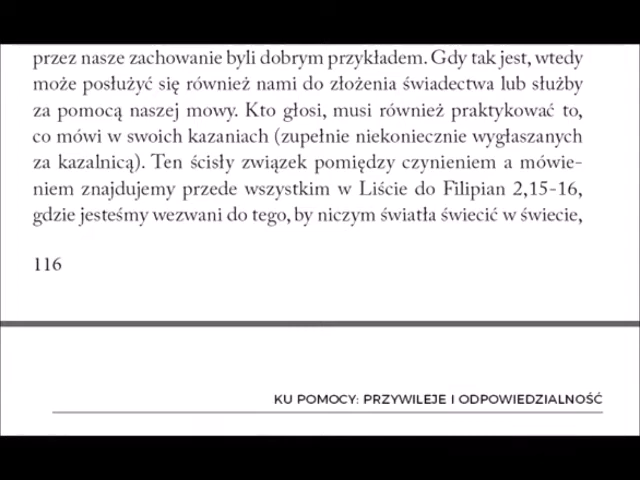 przez nasze zachowanie byli dobrym przykładem. Gdy tak jest, wtedy
może posłużyć się również nami do złożenia świadectwa lub służby
za pomocą naszej mowy. Kto głosi, musi również praktykować to,
co mówi w swoich kazaniach (zupełnie niekoniecznie wygłaszanych
za kazalnicą). Ten ścisły związek pomiędzy czynieniem a mówie-
niem znajdujemy przede wszystkim w Liście do Filipian 2,15-16,
gdzie jesteśmy wezwani do tego, by niczym światła świecić w świecie,
116
KU POMOCY: PRZYWILEJE I ODPOWIEDZIALNOŚĆ